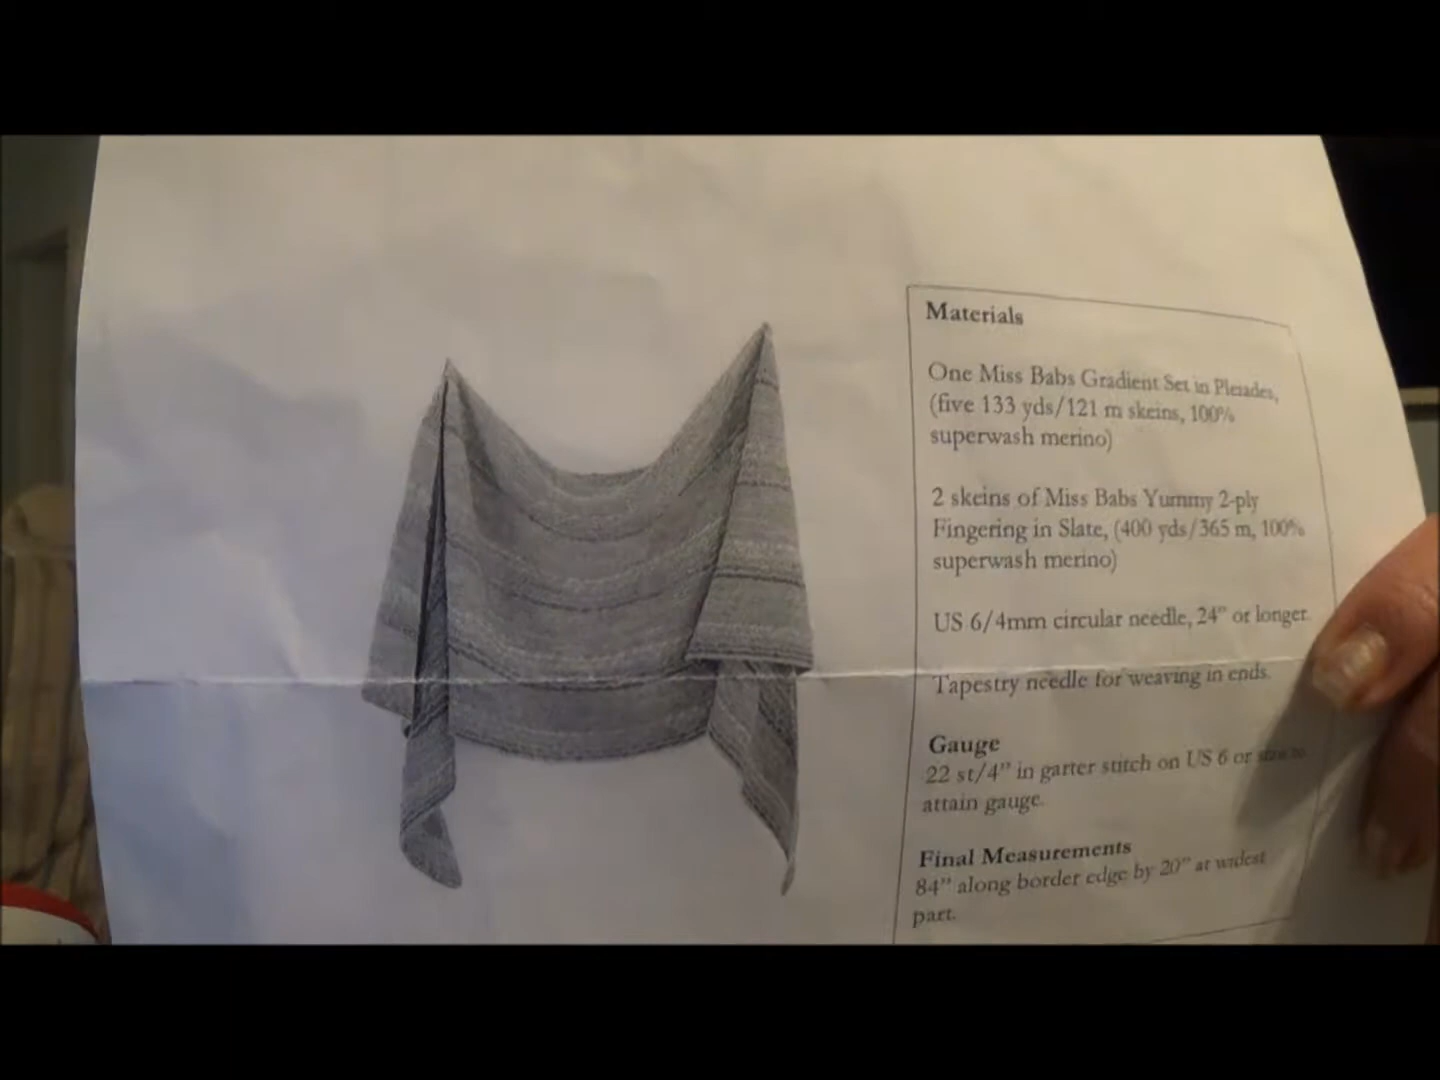 Materials
One Miss Babs Gradient Set in Pleiades,
(five 133 yds/121 m skeins, 100%
superwash merino)
2 skeins of Miss Babs Yummy 2-ply
Fingering in Slate, (400 yds/365 m, 100%
superwash merino)
US 6/4mm circular needle, 24" or longer.
Tapestry needle for weaving in ends.
Gauge
22 st/4" in garter stitch on US 6 or size to
attain gauge.
Final Measurements
84" along border edge by 20" at widest
part.